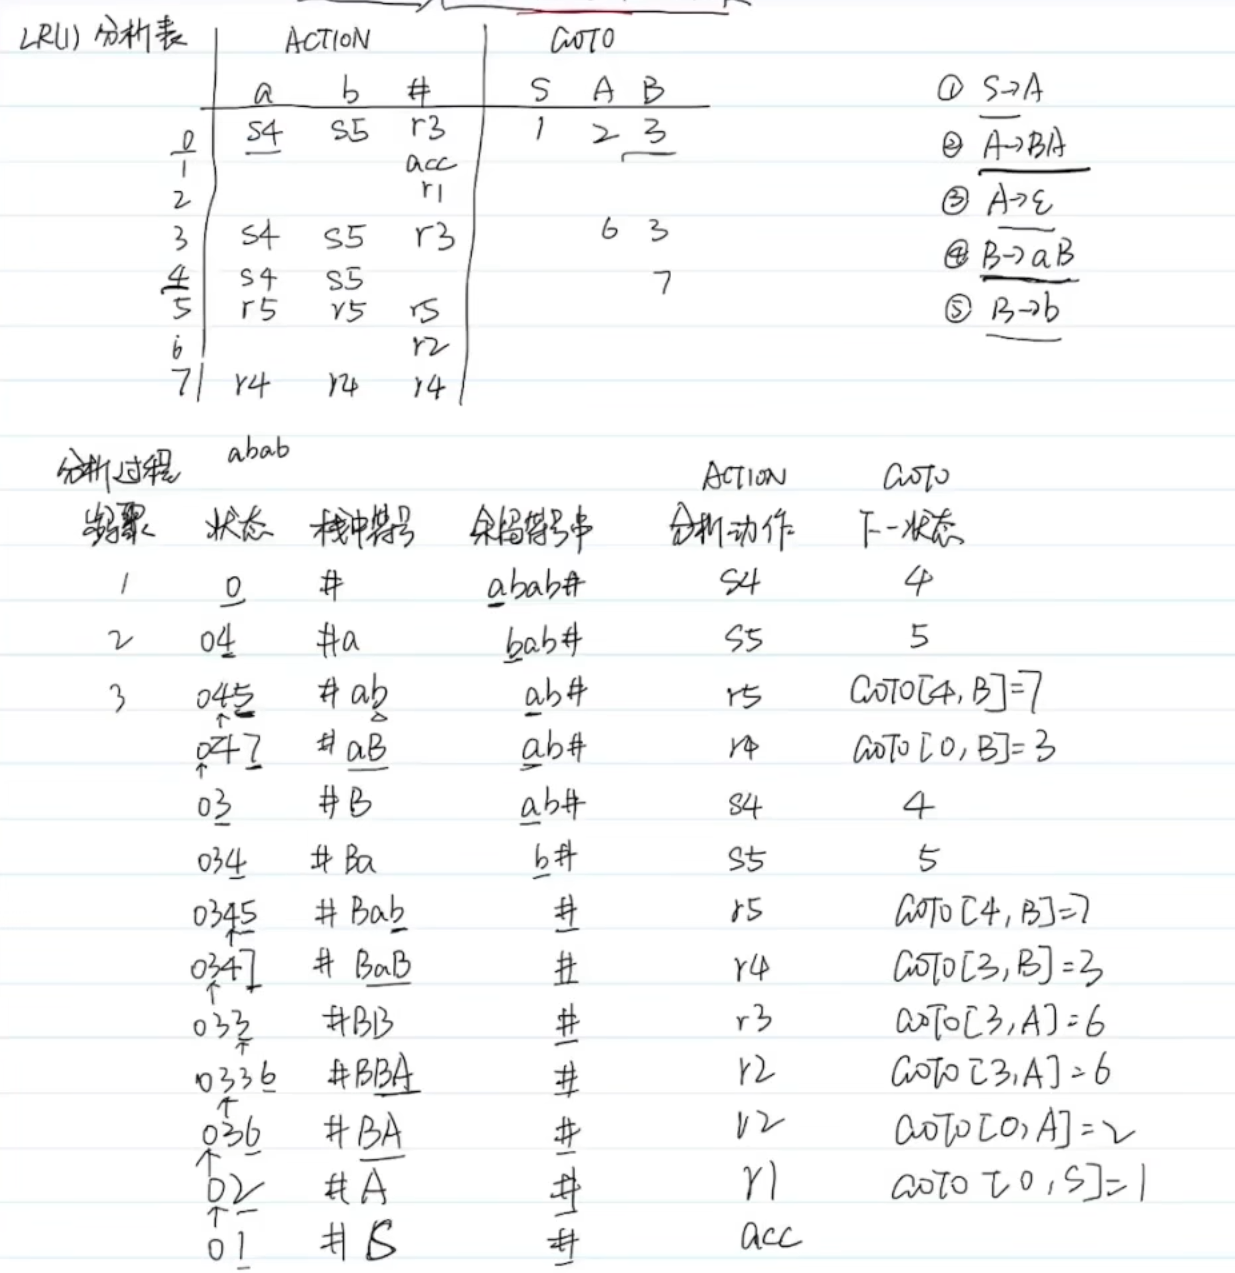 LR(1) 分析表 ACTION GOTO
a b # S A B ① S→A
0 s4 s5 r3 1 2 3 ② A→BA
1 acc
2 r1 ③ A→ε
3 s4 s5 r3 6 3 ④ B→aB
4 s4 s5 7
5 r5 r5 r5 ⑤ B→b
6 r2
7 r4 r4 r4
分析过程 abab ACTION GOTO
步骤 状态 栈中符号 余留符号串 分析动作 下一状态
1 0 # abab# S4 4
2 04 #a bab# S5 5
3 045 #ab ab# r5 GOTO[4,B]=7
047 #aB ab# r4 GOTO[0,B]=3
03 #B ab# S4 4
034 #Ba b# S5 5
0345 #Bab # r5 GOTO[4,B]=7
0347 #BaB # r4 GOTO[3,B]=3
033 #BB # r3 GOTO[3,A]=6
0336 #BBA # r2 GOTO[3,A]=6
036 #BA # r2 GOTO[0,A]=2
02 #A # r1 GOTO[0,S]=1
01 #S # acc